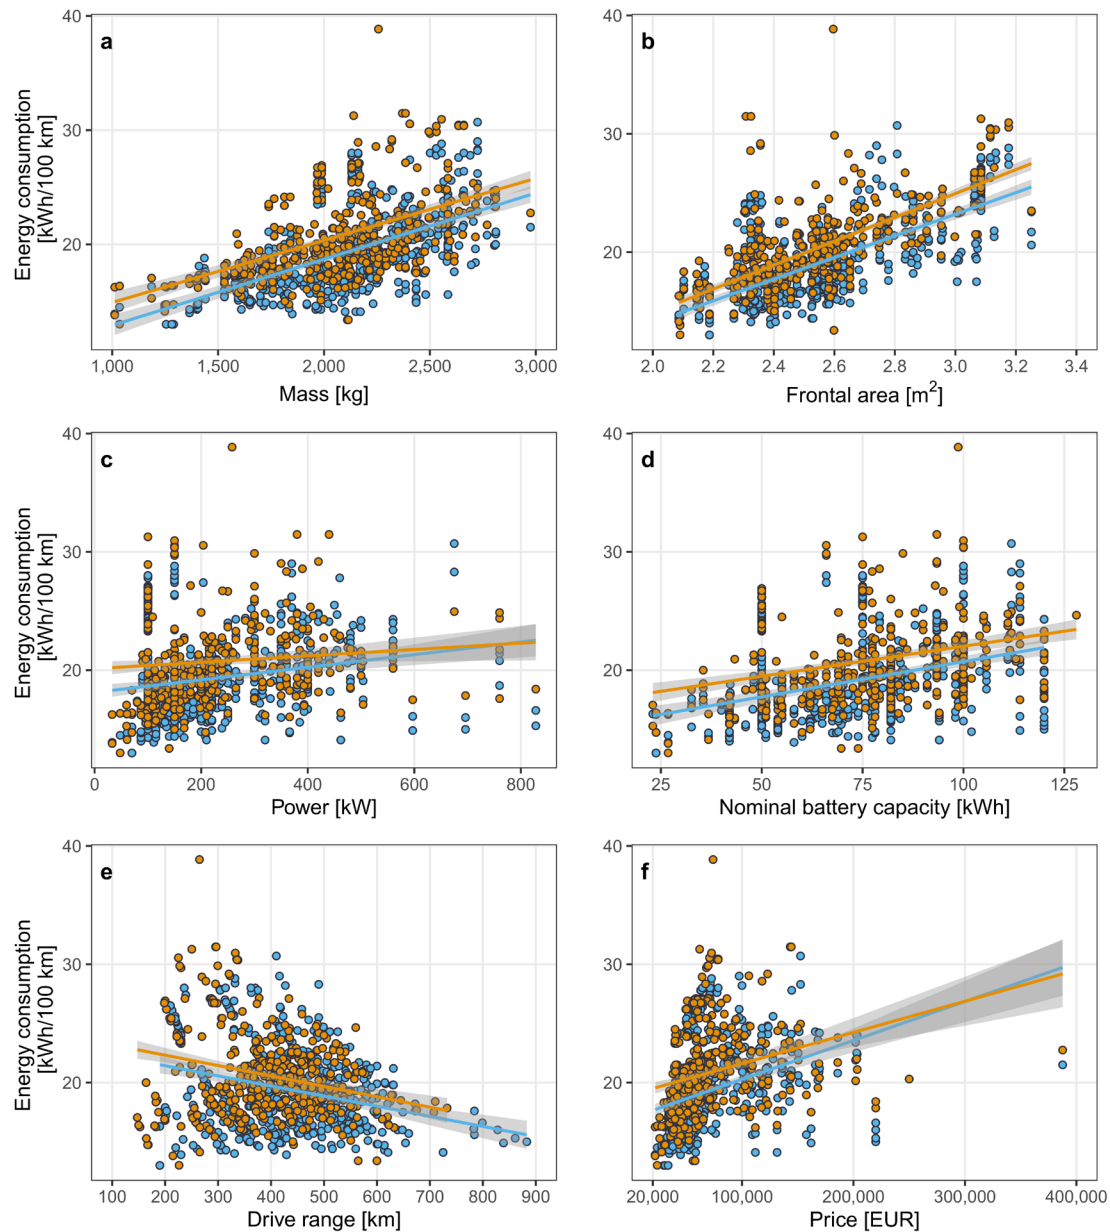 a
b
Energy consumption
[kWh/100 km]
40
30
20
40
30
20
1,000 1,500 2,000 2,500 3,000
2.0 2.2 2.4 2.6 2.8 3.0 3.2 3.4
Mass [kg]
Frontal area [m²]
c
d
Energy consumption
[kWh/100 km]
40
30
20
40
30
20
0 200 400 600 800
25 50 75 100 125
Power [kW]
Nominal battery capacity [kWh]
e
f
Energy consumption
[kWh/100 km]
40
30
20
40
30
20
100 200 300 400 500 600 700 800 900
20,000 100,000 200,000 300,000 400,000
Drive range [km]
Price [EUR]